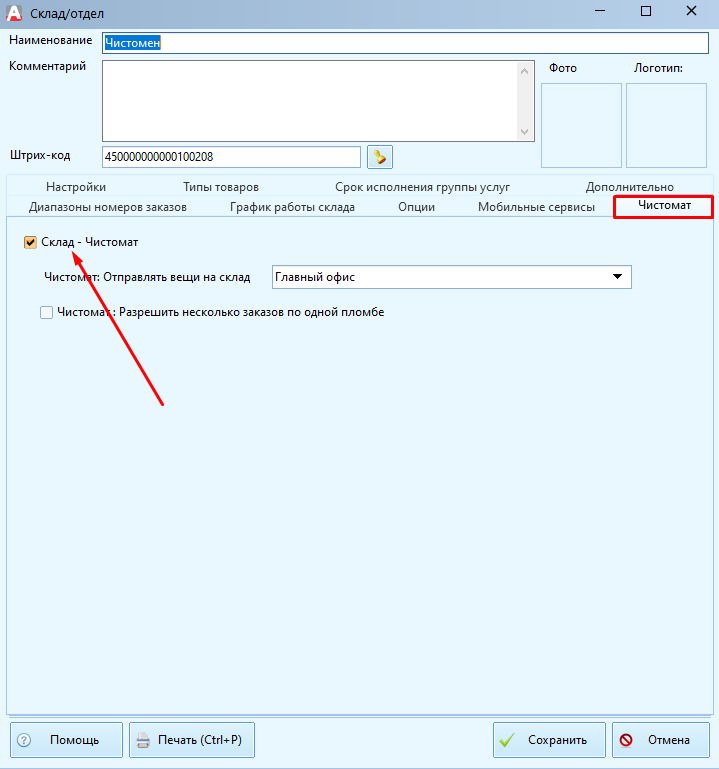 Склад/отдел
Наименование
Чистомен
Комментарий
Фото
Логотип:
Штрих-код
450000000000100208
Настройки Типы товаров Срок исполнения группы услуг Дополнительно
Диапазоны номеров заказов График работы склада Опции Мобильные сервисы Чистомат
Склад - Чистомат
Чистомат: Отправлять вещи на склад Главный офис
Чистомат: Разрешить несколько заказов по одной пломбе
Помощь Печать (Ctrl+P) Сохранить Отмена